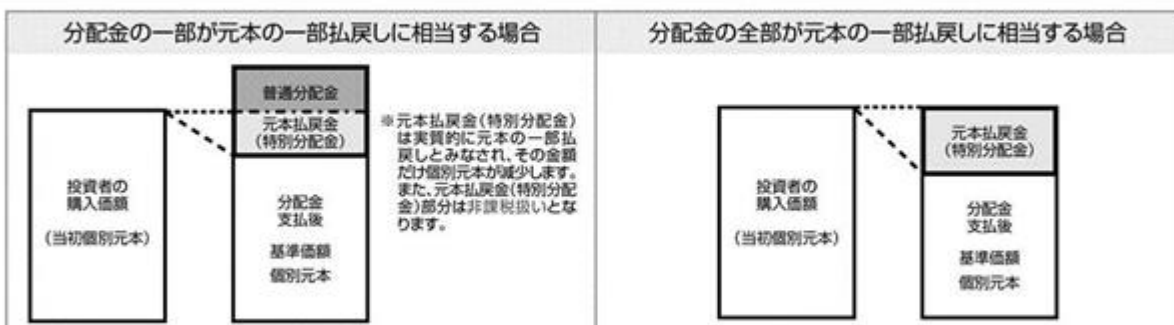 分配金の一部が元本の一部払戻しに相当する場合
投資者の
購入価額
(当初個別元本)
普通分配金
元本払戻金
(特別分配金)
分配金
支払後
基準価額
個別元本
※元本払戻金(特別分配金)
は実質的に元本の一部払
戻しとみなされ、その金額
だけ個別元本が減少します。
また、元本払戻金(特別分配
金)部分は非課税扱いとな
ります。
分配金の全部が元本の一部払戻しに相当する場合
投資者の
購入価額
(当初個別元本)
元本払戻金
(特別分配金)
分配金
支払後
基準価額
個別元本